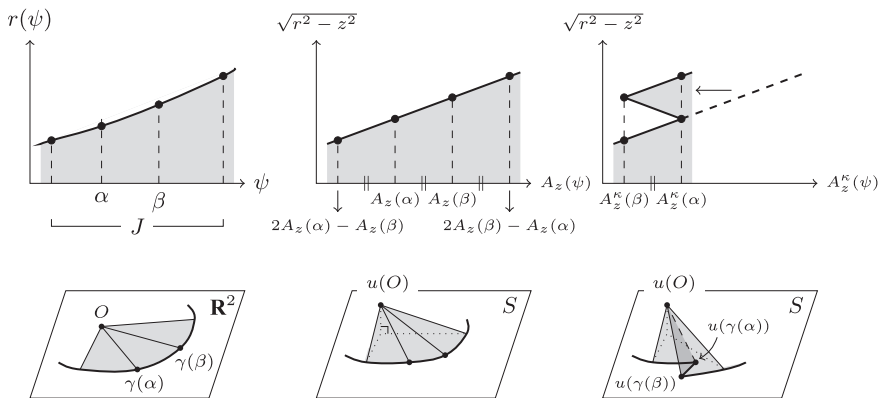 r(ψ)
√r² − z²
√r² − z²
α
β
ψ
J
A_z(α)
A_z(β)
A_z(ψ)
2A_z(α) − A_z(β)
2A_z(β) − A_z(α)
A_z^κ(β)
A_z^κ(α)
A_z^κ(ψ)
O
R²
γ(α)
γ(β)
u(O)
S
u(O)
S
u(γ(α))
u(γ(β))